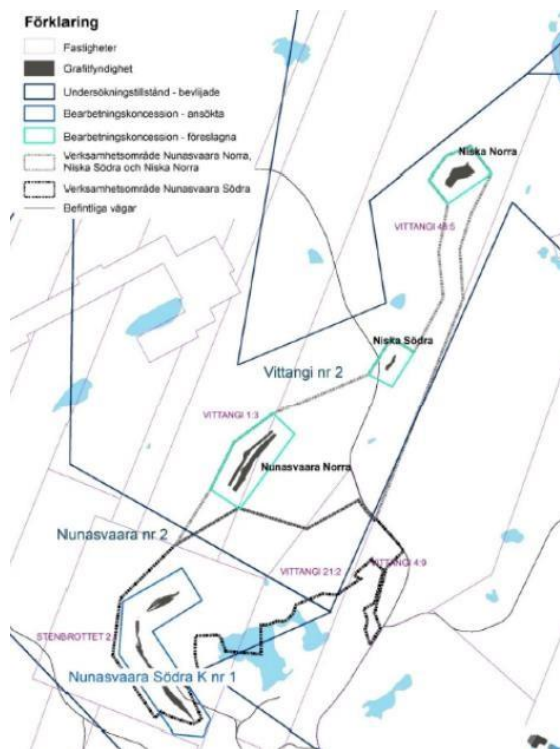 Förklaring
Fastigheter
Grafitfyndighet
Undersökningstillstånd - beviljade
Bearbetningskoncession - ansökta
Bearbetningskoncession - föreslagna
Verksamhetsområde Nunasvaara Norra,
Niska Södra och Niska Norra
Verksamhetsområde Nunasvaara Södra
Befintliga vägar
Niska Norra
VITTANGI 48:5
Niska Södra
Vittangi nr 2
VITTANGI 1:3
Nunasvaara Norra
Nunasvaara nr 2
VITTANGI 21:2
VITTANGI 4:9
STENBROTTET 2
Nunasvaara Södra K nr 1